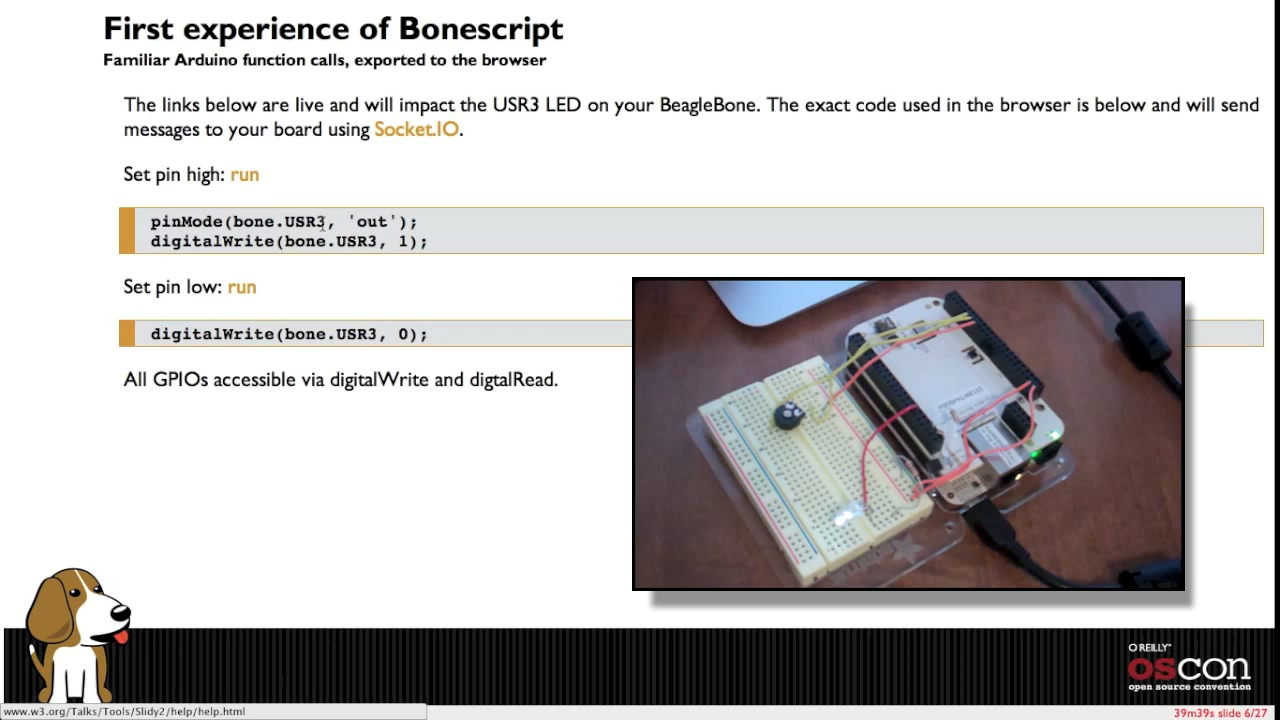 First experience of Bonescript
Familiar Arduino function calls, exported to the browser
The links below are live and will impact the USR3 LED on your BeagleBone. The exact code used in the browser is below and will send
messages to your board using Socket.IO.
Set pin high: run
pinMode(bone.USR3, 'out');
digitalWrite(bone.USR3, 1);
Set pin low: run
digitalWrite(bone.USR3, 0);
All GPIOs accessible via digitalWrite and digtalRead.
O REILLY
oscon
open source convention
www.w3.org/Talks/Tools/Slidy2/help/help.html
39m39s slide 6/27